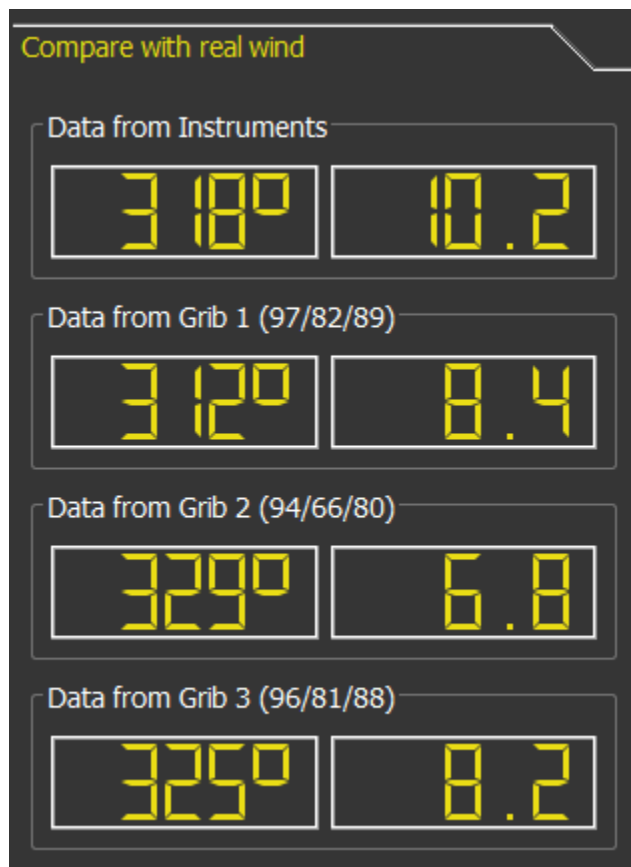 Compare with real wind
Data from Instruments
318° 10.2
Data from Grib 1 (97/82/89)
312° 8.4
Data from Grib 2 (94/66/80)
329° 6.8
Data from Grib 3 (96/81/88)
325° 8.2